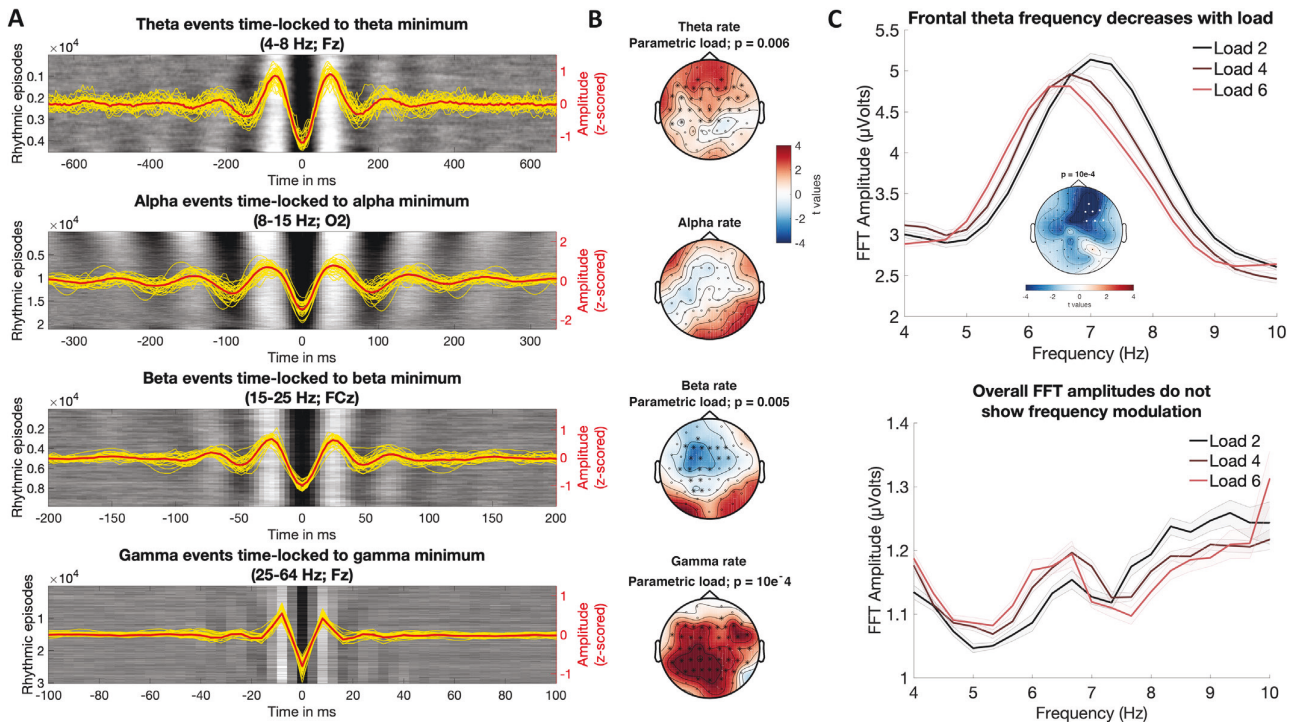 A
Theta events time-locked to theta minimum
(4-8 Hz; Fz)
×10⁴
Rhythmic episodes
0.1
0.2
0.3
0.4
1
0
-1
Amplitude
(z-scored)
-600
-400
-200
0
200
400
600
Time in ms
Alpha events time-locked to alpha minimum
(8-15 Hz; O2)
×10⁴
Rhythmic episodes
0.5
1
1.5
2
2
0
-2
Amplitude
(z-scored)
-300
-200
-100
0
100
200
300
Time in ms
Beta events time-locked to beta minimum
(15-25 Hz; FCz)
×10⁴
Rhythmic episodes
0.2
0.4
0.6
0.8
1
0
-1
Amplitude
(z-scored)
-200
-150
-100
-50
0
50
100
150
200
Time in ms
Gamma events time-locked to gamma minimum
(25-64 Hz; Fz)
×10⁴
Rhythmic episodes
1
2
3
1
0
-1
Amplitude
(z-scored)
-100
-80
-60
-40
-20
0
20
40
60
80
100
Time in ms
B
Theta rate
Parametric load; p = 0.006
4
2
0
-2
-4
t values
Alpha rate
Beta rate
Parametric load; p = 0.005
Gamma rate
Parametric load; p = 10e⁻4
C
Frontal theta frequency decreases with load
5.5
5
4.5
4
3.5
3
2.5
2
FFT Amplitude (µVolts)
Load 2
Load 4
Load 6
p = 10e-4
-4
-2
0
2
4
t values
4
5
6
7
8
9
10
Frequency (Hz)
Overall FFT amplitudes do not
show frequency modulation
1.4
1.3
1.2
1.1
1
FFT Amplitude (µVolts)
Load 2
Load 4
Load 6
4
5
6
7
8
9
10
Frequency (Hz)